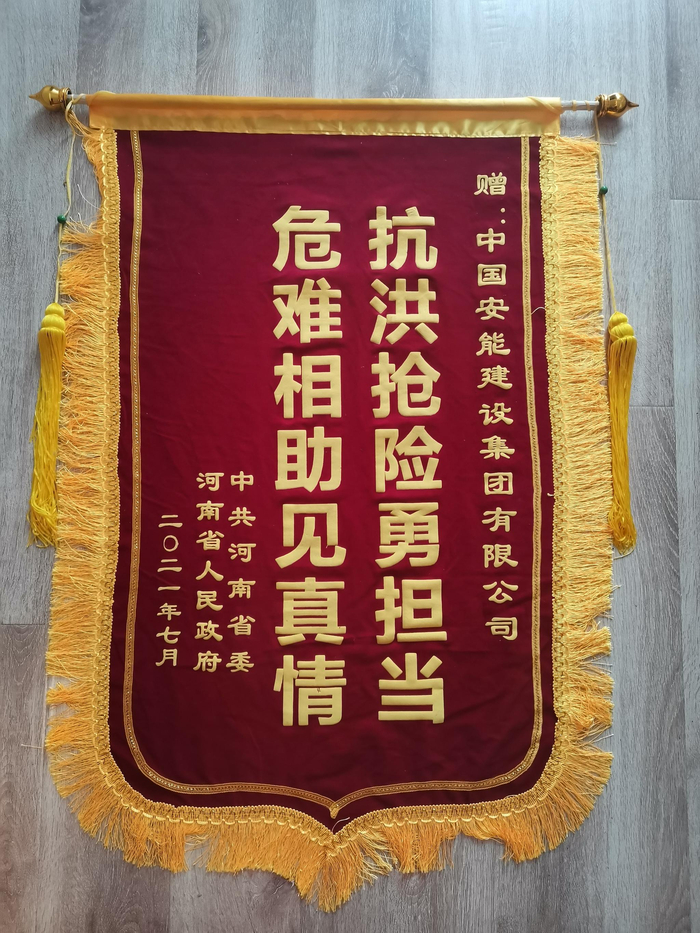 赠：中国安能建设集团有限公司
抗洪抢险勇担当
危难相助见真情
中共河南省委
河南省人民政府
二〇二一年七月